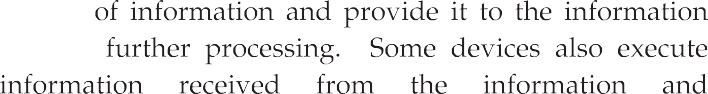 of information and provide it to the information
further processing. Some devices also execute
information received from the information and